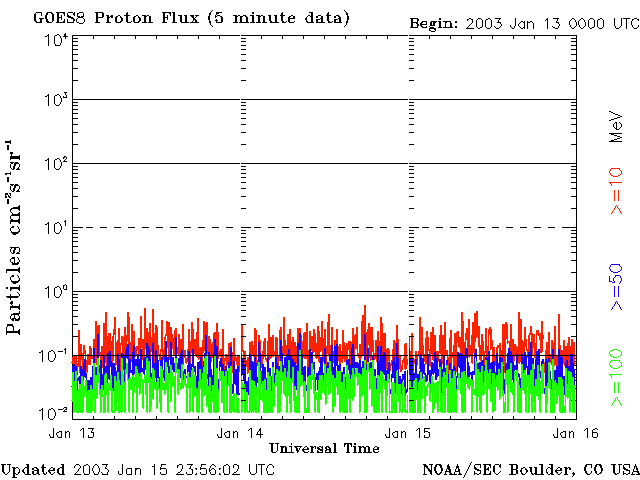 GOES8 Proton Flux (5 minute data)
Begin: 2003 Jan 13 0000 UTC
Particles cm⁻²s⁻¹sr⁻¹
10⁴
10³
10²
10¹
10⁰
10⁻¹
10⁻²
Jan 13 Jan 14 Jan 15 Jan 16
Universal Time
MeV
>=10
>=50
>=100
Updated 2003 Jan 15 23:56:02 UTC
NOAA/SEC Boulder, CO USA